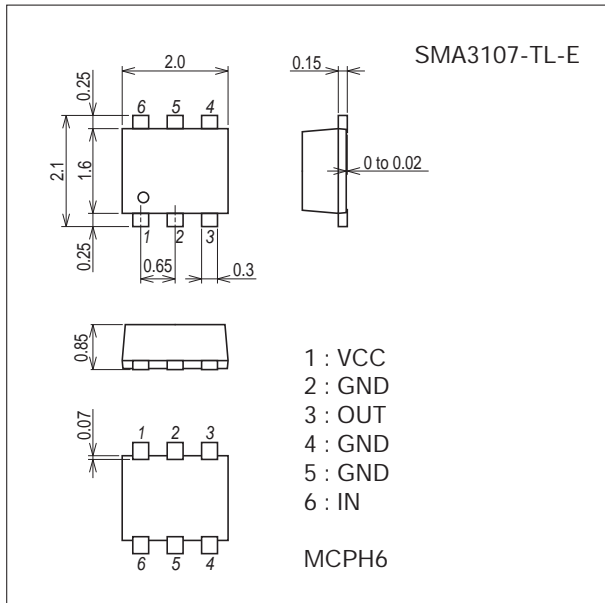 SMA3107-TL-E
2.0
0.15
0.25
6 5 4
2.1
1.6
0 to 0.02
0.25
1 2 3
0.65
0.3
0.85
1 : VCC
2 : GND
3 : OUT
4 : GND
5 : GND
6 : IN
0.07
1 2 3
6 5 4
MCPH6